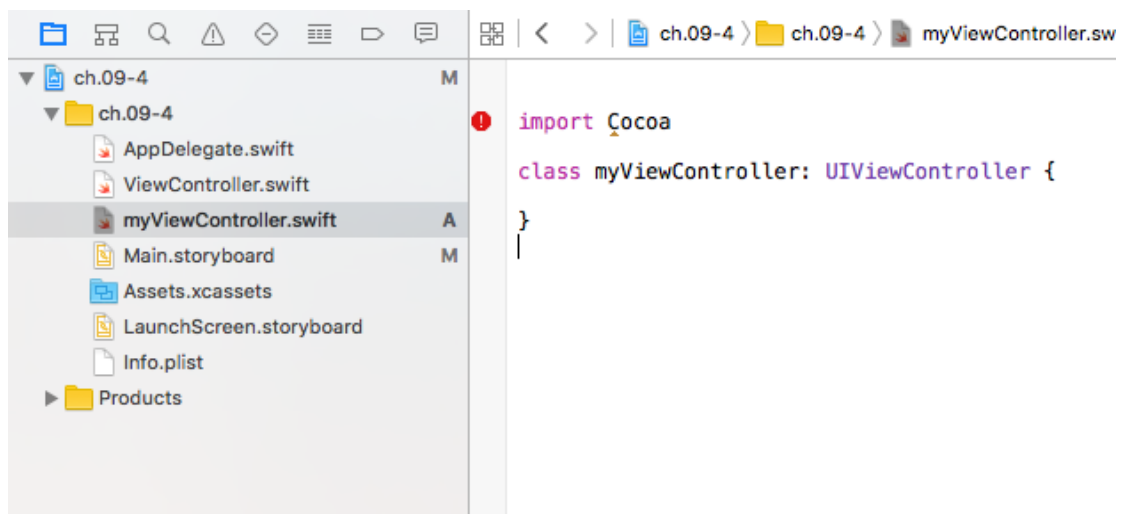 ch.09-4 ch.09-4 myViewController.sw
ch.09-4 M
ch.09-4
AppDelegate.swift
ViewController.swift
myViewController.swift A
Main.storyboard M
Assets.xcassets
LaunchScreen.storyboard
Info.plist
Products
import Cocoa
class myViewController: UIViewController {
}